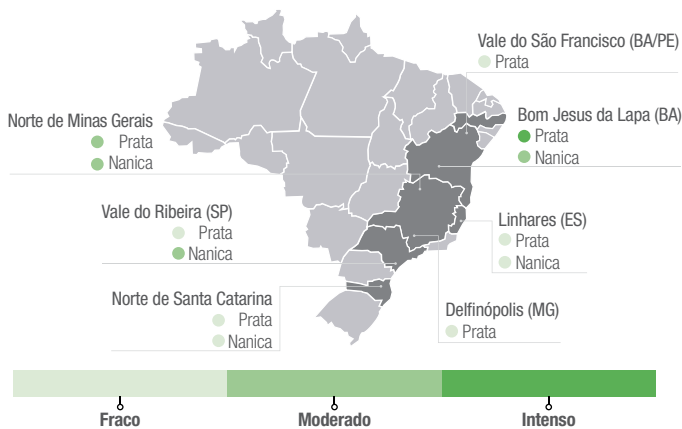 Vale do São Francisco (BA/PE)
Prata
Norte de Minas Gerais
Prata
Nanica
Bom Jesus da Lapa (BA)
Prata
Nanica
Vale do Ribeira (SP)
Prata
Nanica
Linhares (ES)
Prata
Nanica
Norte de Santa Catarina
Prata
Nanica
Delfinópolis (MG)
Prata
Fraco
Moderado
Intenso